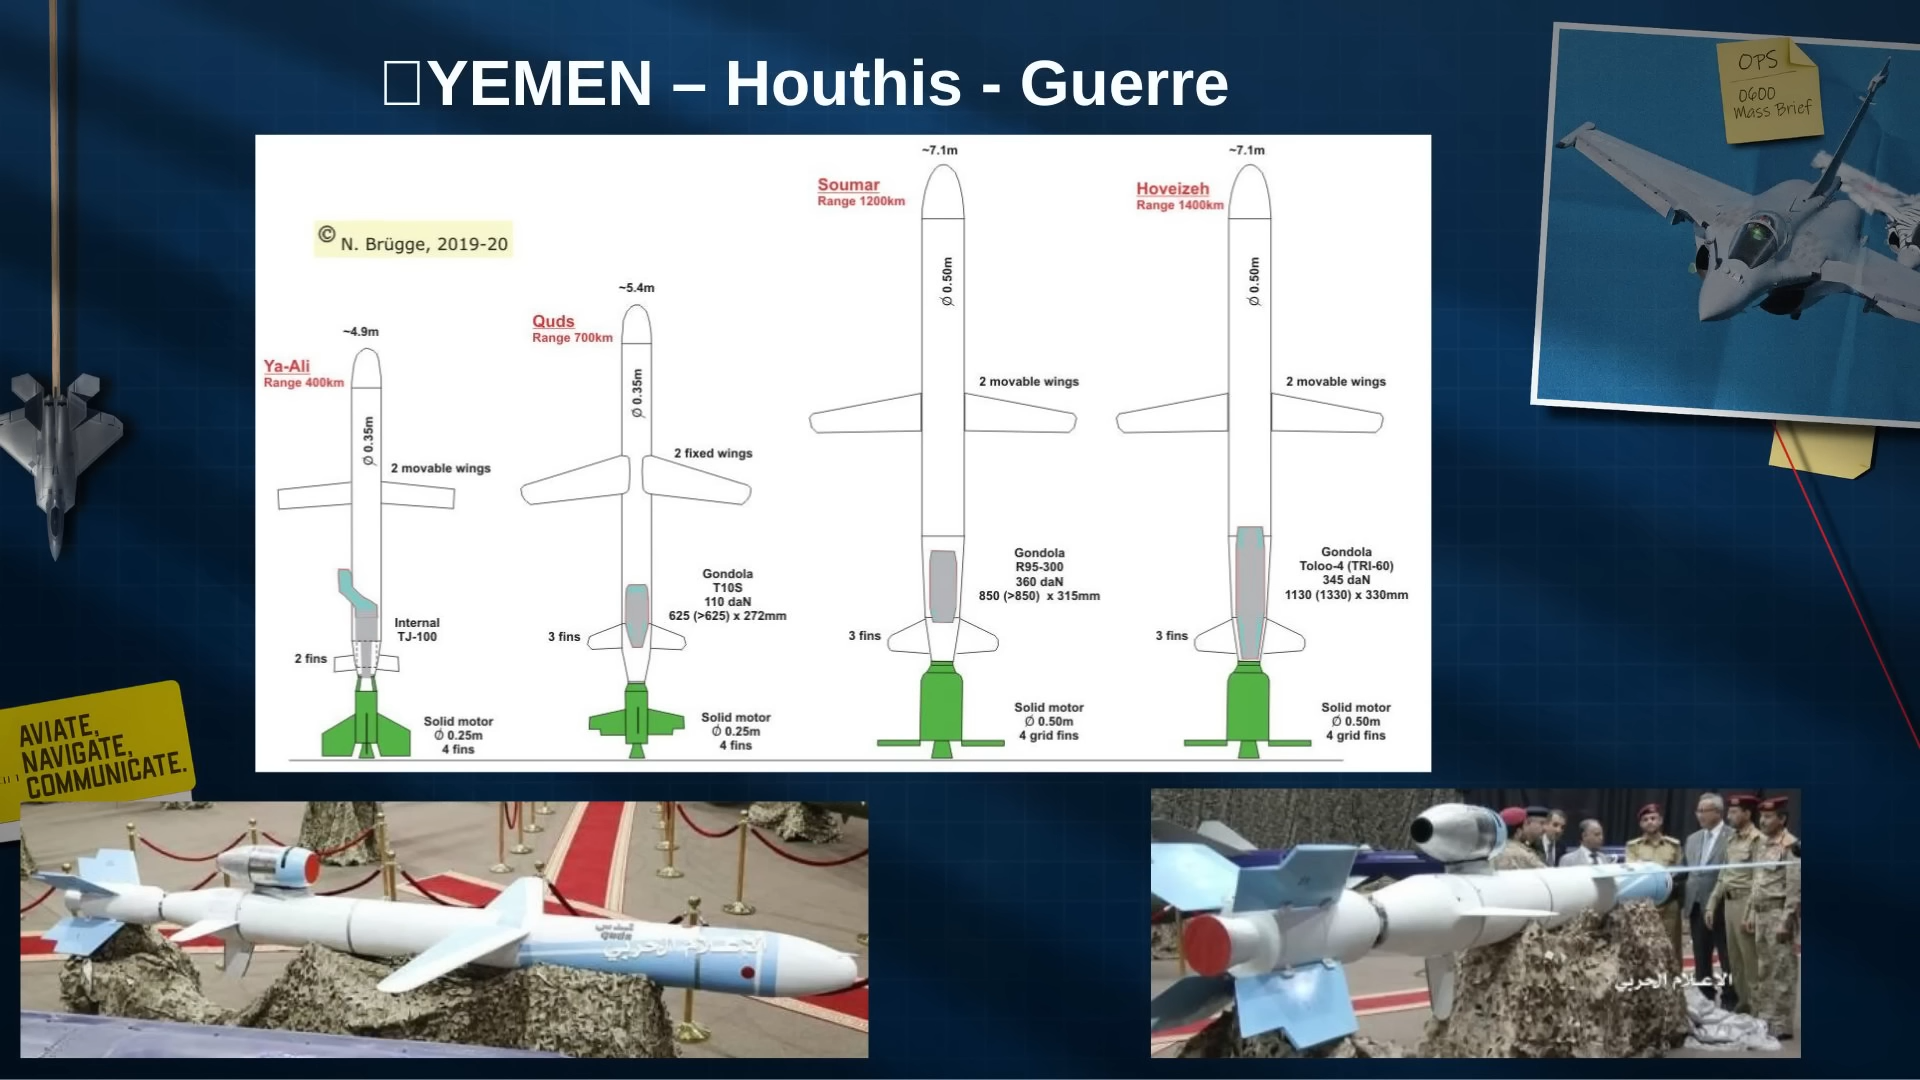 YEMEN – Houthis - Guerre
OPS
0600
Mass Brief
© N. Brügge, 2019-20
~4.9m
Ya-Ali
Range 400km
Ø 0.35m
2 movable wings
Internal
TJ-100
2 fins
Solid motor
Ø 0.25m
4 fins
~5.4m
Quds
Range 700km
Ø 0.35m
2 fixed wings
Gondola
T10S
110 daN
625 (>625) x 272mm
3 fins
Solid motor
Ø 0.25m
4 fins
~7.1m
Soumar
Range 1200km
Ø 0.50m
2 movable wings
Gondola
R95-300
360 daN
850 (>850) x 315mm
3 fins
Solid motor
Ø 0.50m
4 grid fins
~7.1m
Hoveizeh
Range 1400km
Ø 0.50m
2 movable wings
Gondola
Toloo-4 (TRI-60)
345 daN
1130 (1330) x 330mm
3 fins
Solid motor
Ø 0.50m
4 grid fins
AVIATE,
NAVIGATE,
COMMUNICATE.
الإعلام الحربي
الإعلام الحربي